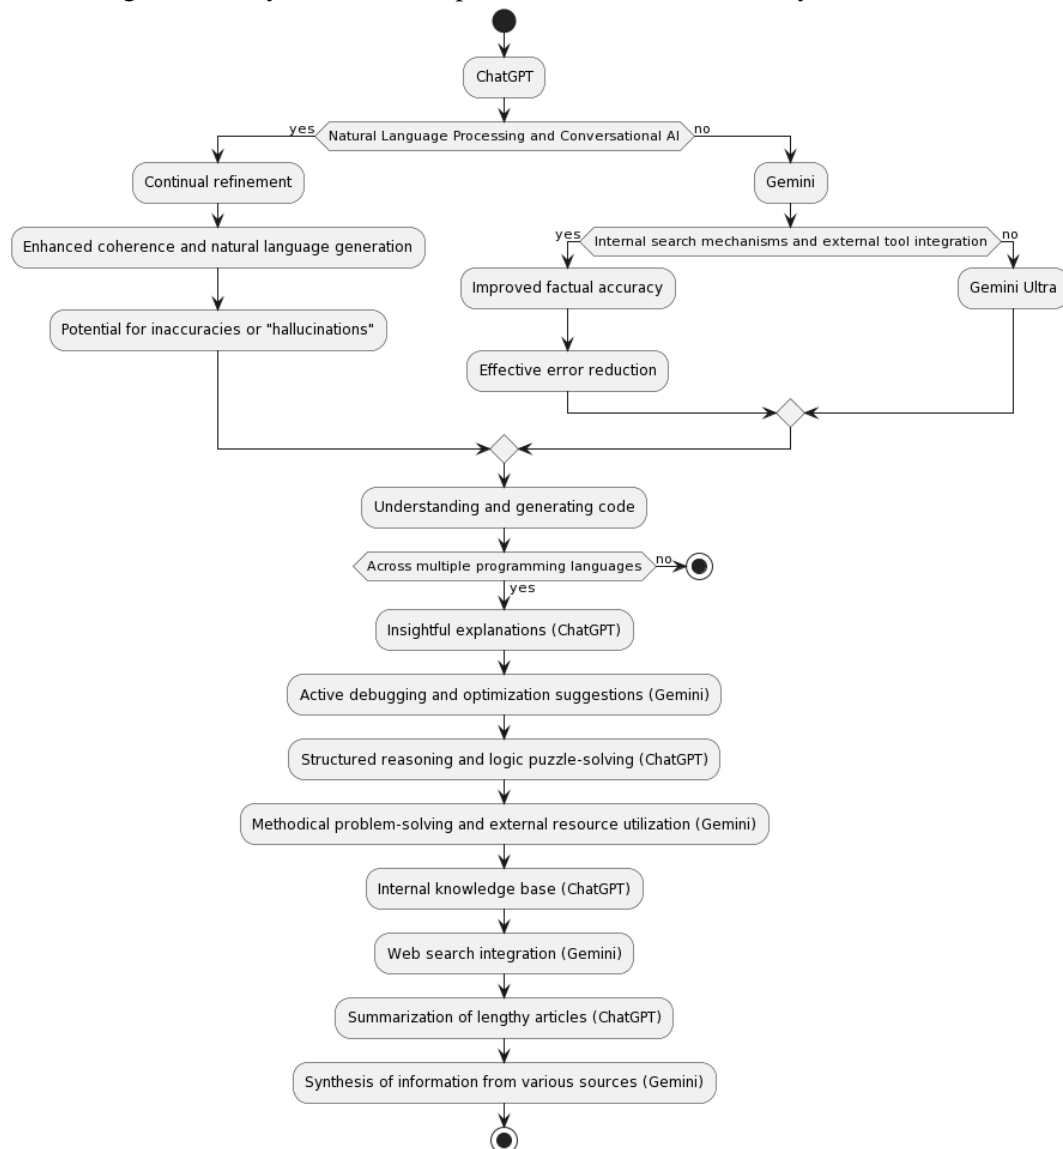 ChatGPT
yes
Natural Language Processing and Conversational AI
no
Continual refinement
Gemini
Enhanced coherence and natural language generation
yes
Internal search mechanisms and external tool integration
no
Improved factual accuracy
Gemini Ultra
Potential for inaccuracies or "hallucinations"
Effective error reduction
Understanding and generating code
Across multiple programming languages
no
yes
Insightful explanations (ChatGPT)
Active debugging and optimization suggestions (Gemini)
Structured reasoning and logic puzzle-solving (ChatGPT)
Methodical problem-solving and external resource utilization (Gemini)
Internal knowledge base (ChatGPT)
Web search integration (Gemini)
Summarization of lengthy articles (ChatGPT)
Synthesis of information from various sources (Gemini)